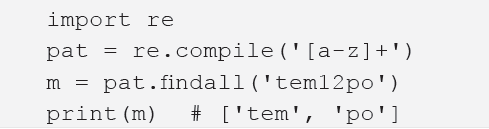 import re
pat = re.compile('[a-z]+')
m = pat.findall('tem12po')
print(m)  # ['tem', 'po']